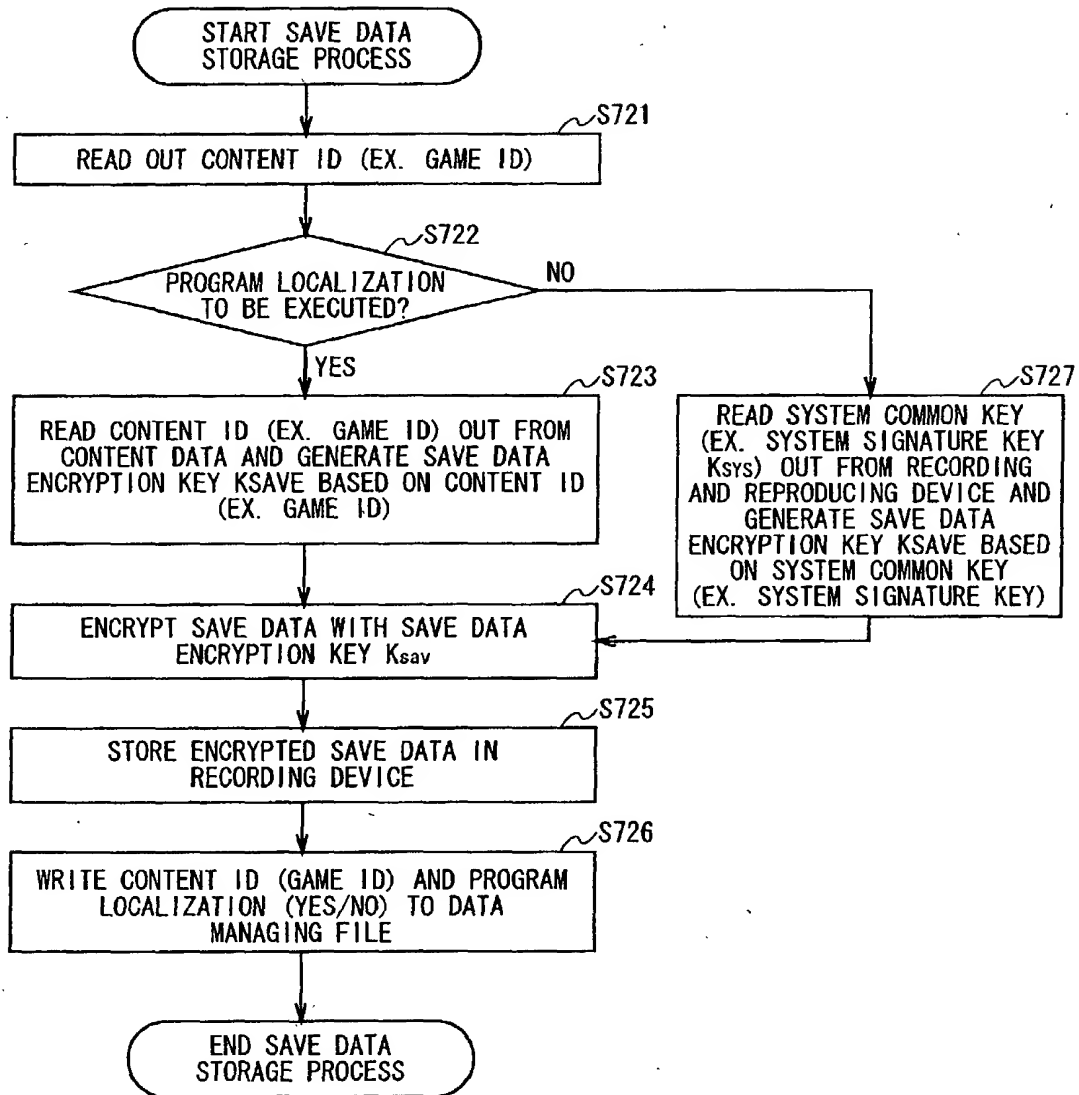 START SAVE DATA
STORAGE PROCESS
S721
READ OUT CONTENT ID (EX. GAME ID)
S722
PROGRAM LOCALIZATION
TO BE EXECUTED?
NO
YES
S723
READ CONTENT ID (EX. GAME ID) OUT FROM
CONTENT DATA AND GENERATE SAVE DATA
ENCRYPTION KEY KSAVE BASED ON CONTENT ID
(EX. GAME ID)
S727
READ SYSTEM COMMON KEY
(EX. SYSTEM SIGNATURE KEY
Ksys) OUT FROM RECORDING
AND REPRODUCING DEVICE AND
GENERATE SAVE DATA
ENCRYPTION KEY KSAVE BASED
ON SYSTEM COMMON KEY
(EX. SYSTEM SIGNATURE KEY)
S724
ENCRYPT SAVE DATA WITH SAVE DATA
ENCRYPTION KEY Ksav
S725
STORE ENCRYPTED SAVE DATA IN
RECORDING DEVICE
S726
WRITE CONTENT ID (GAME ID) AND PROGRAM
LOCALIZATION (YES/NO) TO DATA
MANAGING FILE
END SAVE DATA
STORAGE PROCESS